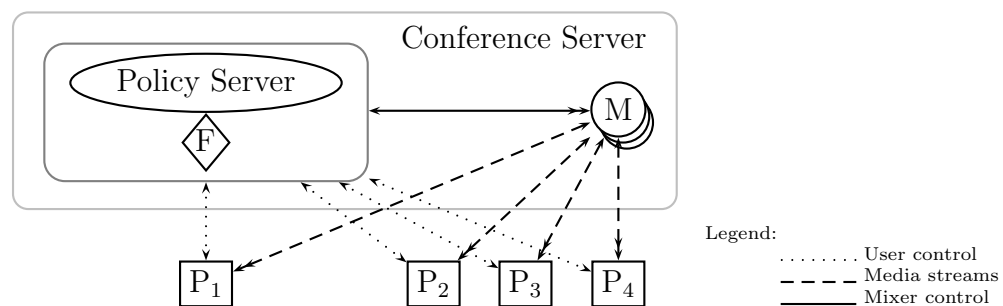 Conference Server
Policy Server
M
F
P₁ P₂ P₃ P₄
Legend:
User control
Media streams
Mixer control